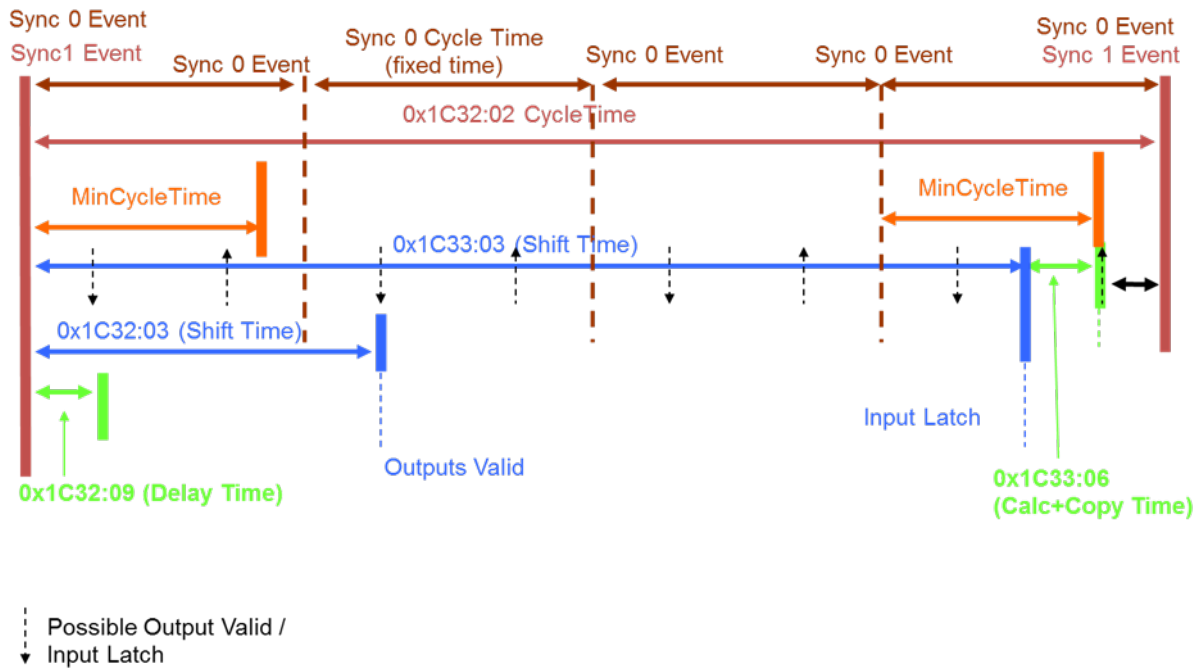 Sync 0 Event
Sync1 Event
Sync 0 Event
Sync 0 Cycle Time
(fixed time)
Sync 0 Event
Sync 0 Event
Sync 0 Event
Sync 1 Event
0x1C32:02 CycleTime
MinCycleTime
MinCycleTime
0x1C33:03 (Shift Time)
0x1C32:03 (Shift Time)
Input Latch
Outputs Valid
0x1C32:09 (Delay Time)
0x1C33:06
(Calc+Copy Time)
Possible Output Valid /
Input Latch